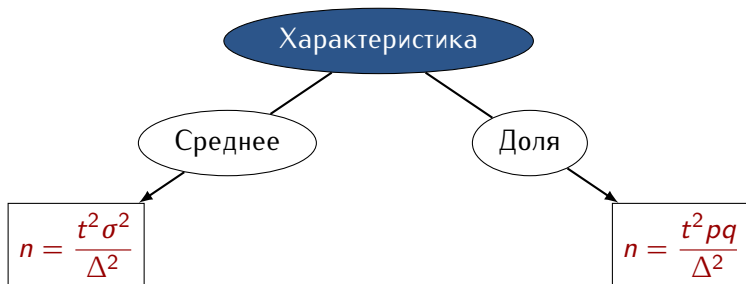 Характеристика
Среднее
Доля
n = t²σ² / Δ²
n = t²pq / Δ²